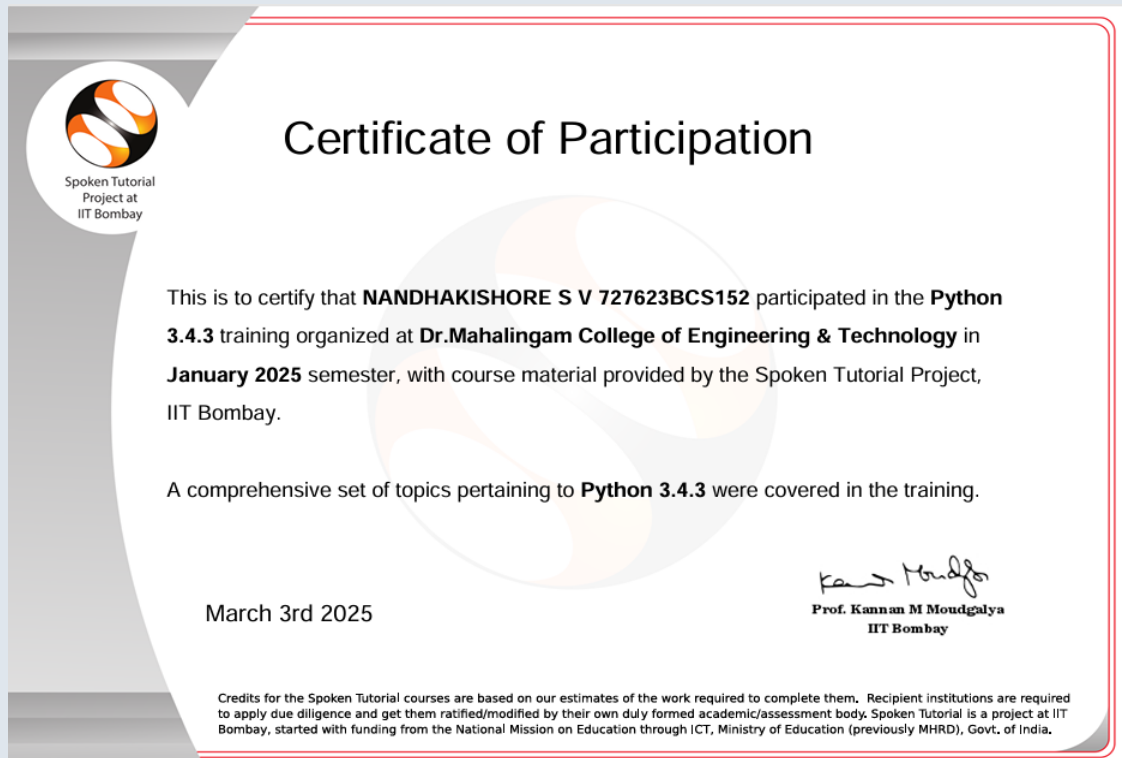 Spoken Tutorial
Project at
IIT Bombay
Certificate of Participation
This is to certify that NANDHAKISHORE S V 727623BCS152 participated in the Python
3.4.3 training organized at Dr.Mahalingam College of Engineering & Technology in
January 2025 semester, with course material provided by the Spoken Tutorial Project,
IIT Bombay.
A comprehensive set of topics pertaining to Python 3.4.3 were covered in the training.
March 3rd 2025
Prof. Kannan M Moudgalya
IIT Bombay
Credits for the Spoken Tutorial courses are based on our estimates of the work required to complete them. Recipient institutions are required
to apply due diligence and get them ratified/modified by their own duly formed academic/assessment body. Spoken Tutorial is a project at IIT
Bombay, started with funding from the National Mission on Education through ICT, Ministry of Education (previously MHRD), Govt. of India.